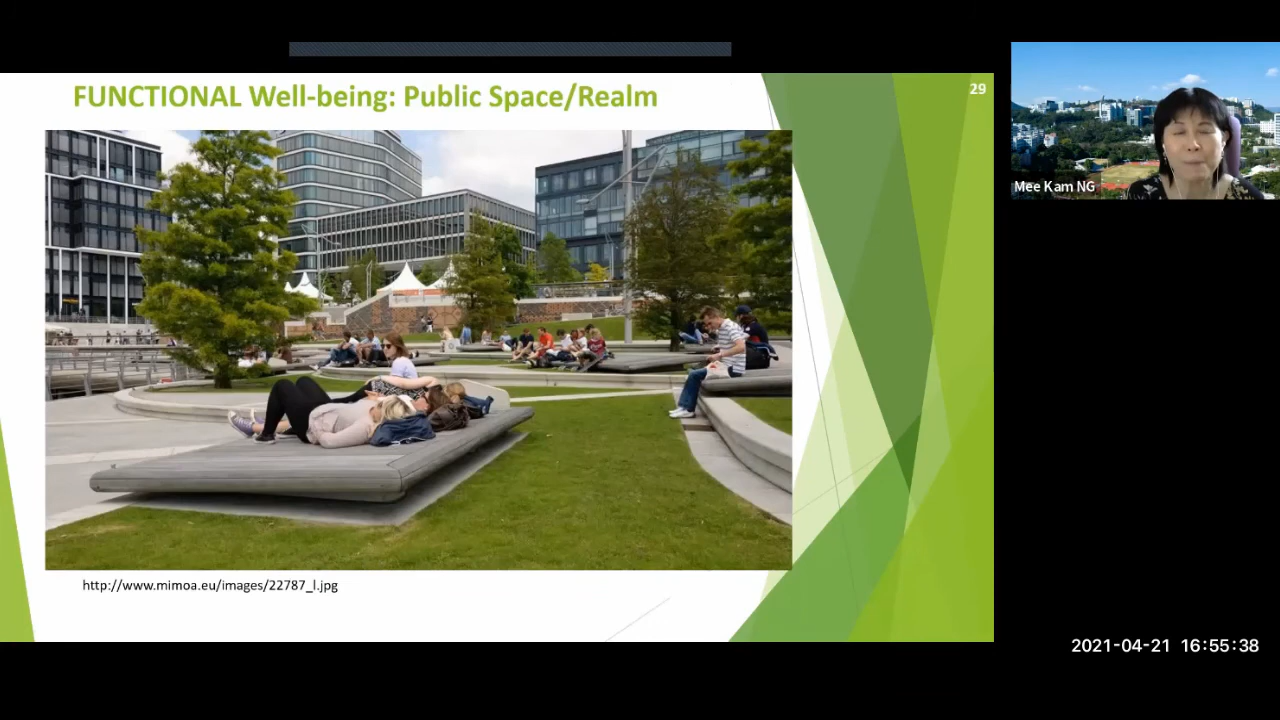 FUNCTIONAL Well-being: Public Space/Realm
29
http://www.mimoa.eu/images/22787_l.jpg
Mee Kam NG
2021-04-21 16:55:38